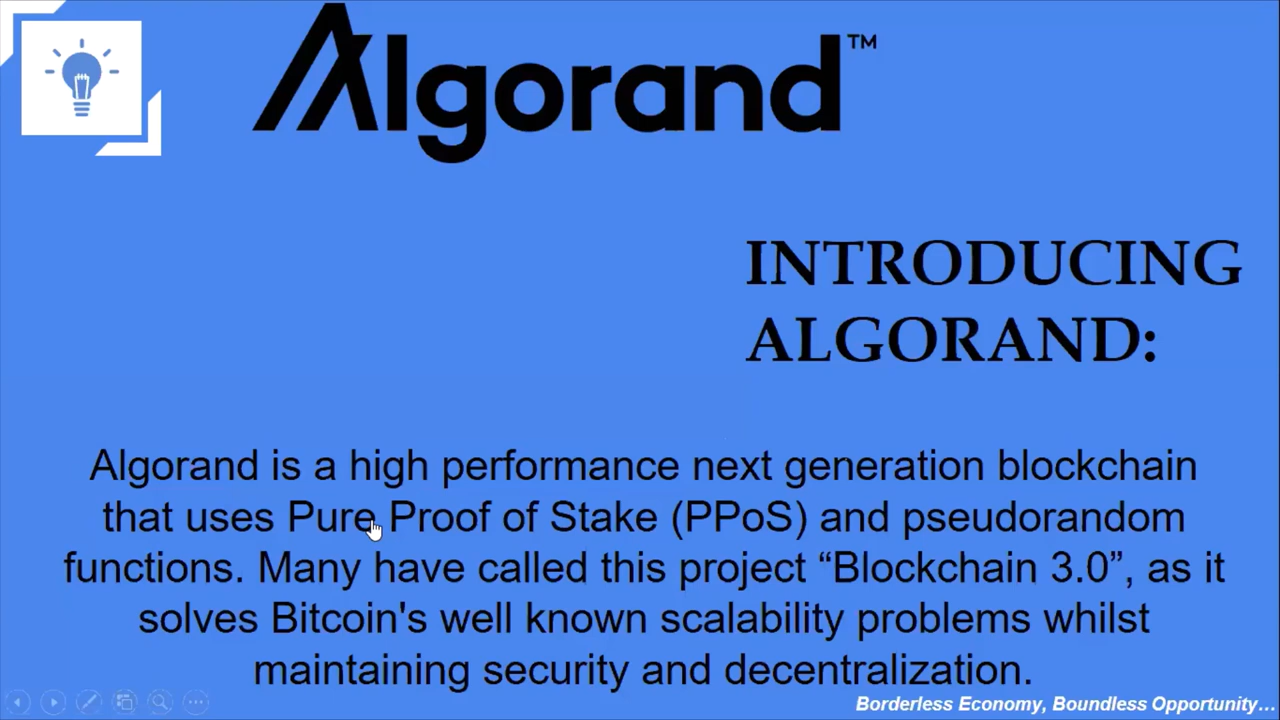 Algorand™
INTRODUCING
ALGORAND:
Algorand is a high performance next generation blockchain
that uses Pure Proof of Stake (PPoS) and pseudorandom
functions. Many have called this project “Blockchain 3.0”, as it
solves Bitcoin's well known scalability problems whilst
maintaining security and decentralization.
Borderless Economy, Boundless Opportunity…